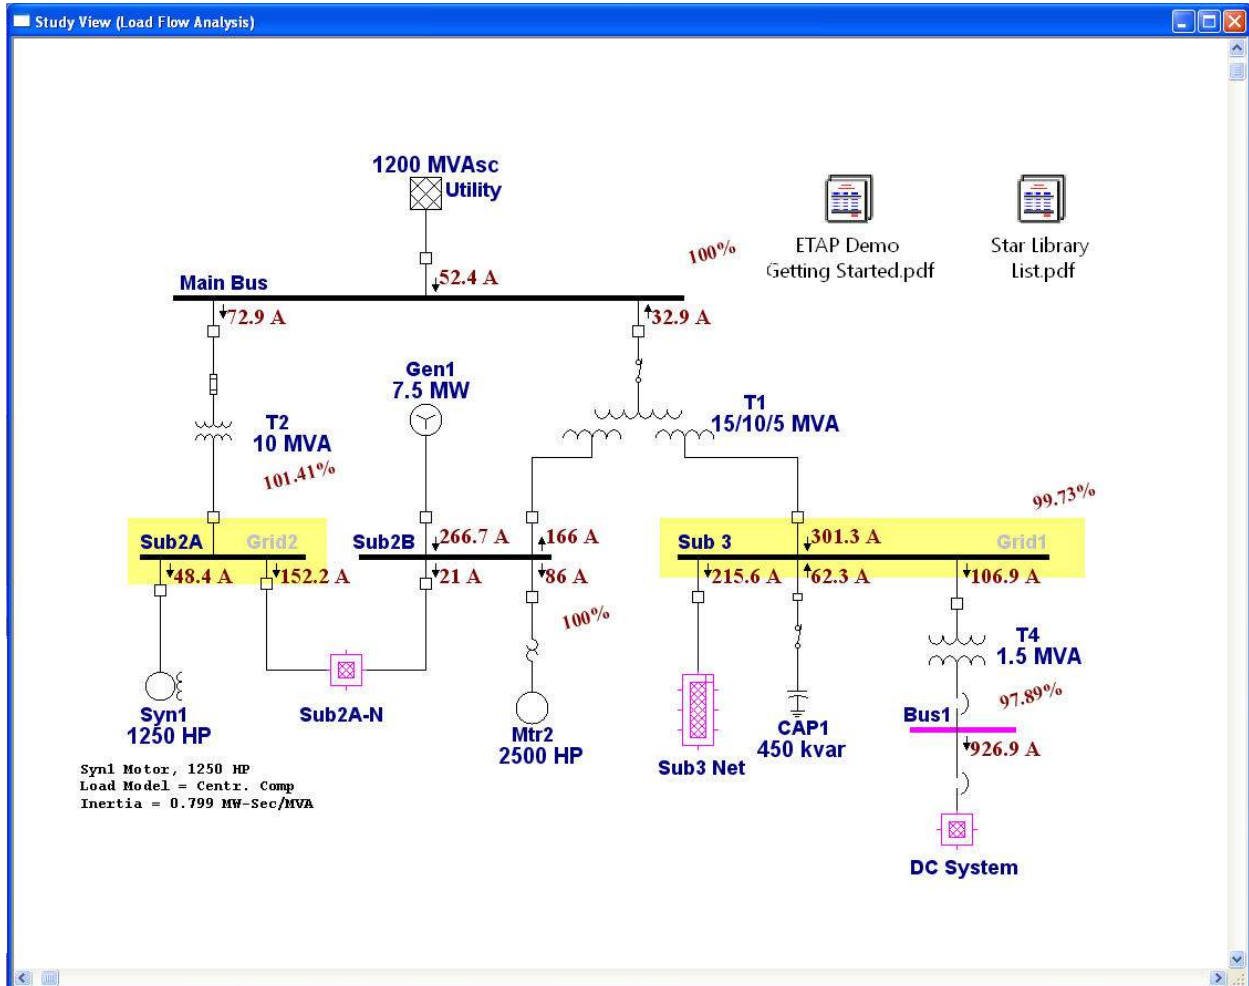 Study View (Load Flow Analysis)
1200 MVAsc
Utility
ETAP Demo
Getting Started.pdf
Star Library
List.pdf
100%
Main Bus
52.4 A
72.9 A
32.9 A
Gen1
7.5 MW
T2
10 MVA
T1
15/10/5 MVA
101.41%
99.73%
Sub2A
Grid2
Sub2B
266.7 A
166 A
Sub 3
301.3 A
Grid1
48.4 A
152.2 A
21 A
86 A
215.6 A
62.3 A
106.9 A
100%
T4
1.5 MVA
97.89%
Syn1
1250 HP
Sub2A-N
Mtr2
2500 HP
Sub3 Net
CAP1
450 kvar
Bus1
926.9 A
Syn1 Motor, 1250 HP
Load Model = Centr. Comp
Inertia = 0.799 MW-Sec/MVA
DC System